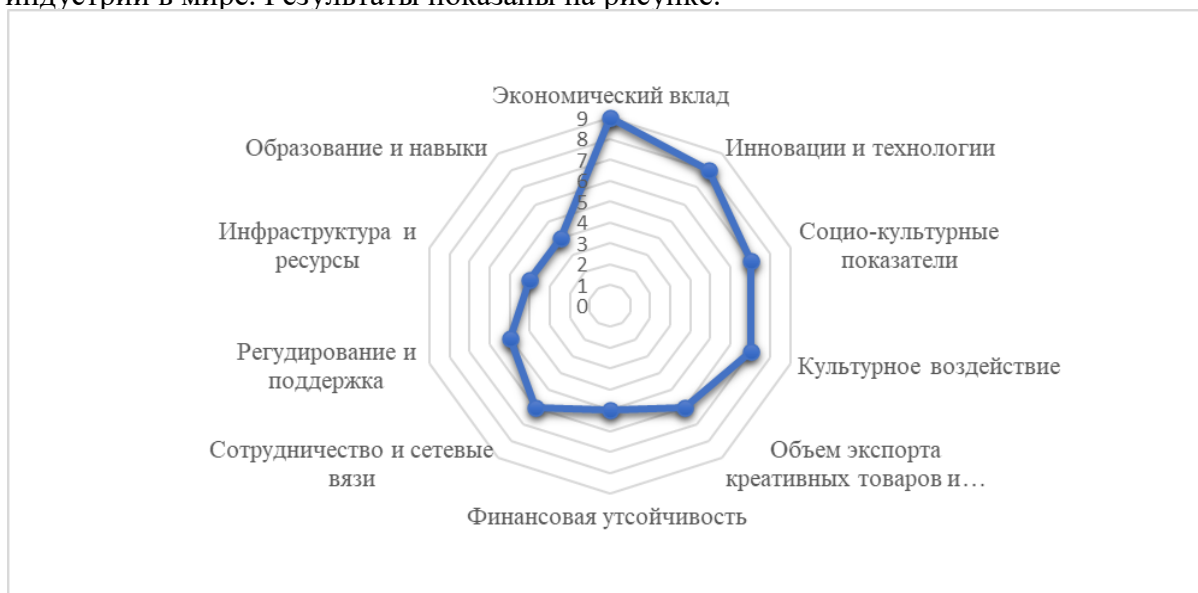 индустрий в мире. Результаты показаны на рисунке.
Экономический вклад
9
8
7
6
5
4
3
2
1
0
Образование и навыки
Инновации и технологии
Инфраструктура и
ресурсы
Социо-культурные
показатели
Регудирование и
поддержка
Культурное воздействие
Сотрудничество и сетевые
вязи
Объем экспорта
креативных товаров и...
Финансовая утсойчивость